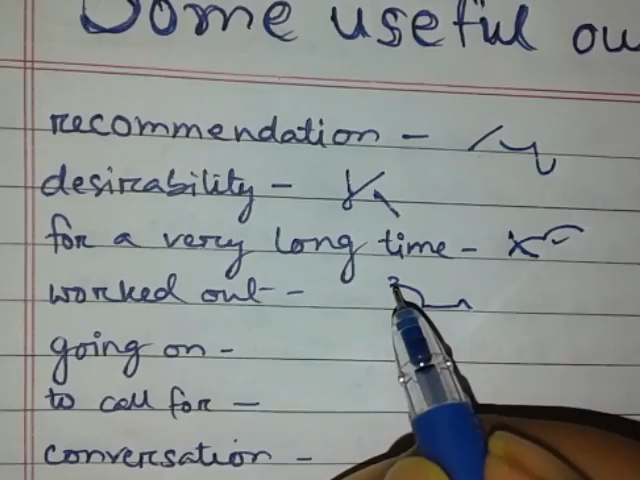 Some useful ou
recommendation -
desirability -
for a very long time -
worked out -
going on -
to call for -
conversation -